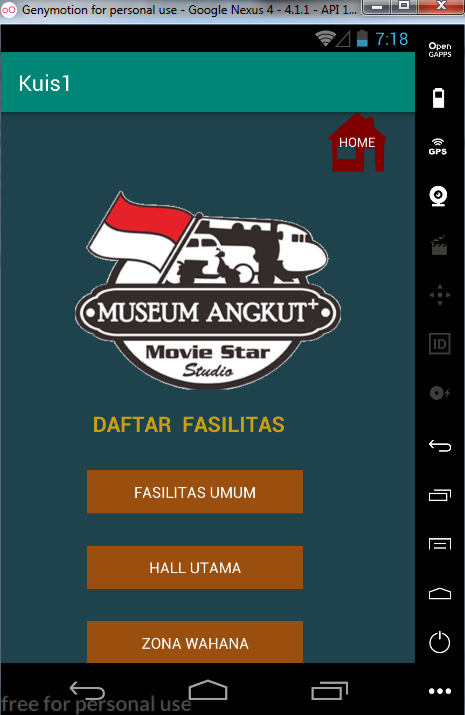 Genymotion for personal use - Google Nexus 4 - 4.1.1 - API 1...
7:18
Open
GAPPS
Kuis1
HOME
GPS
MUSEUM ANGKUT+
Movie Star
Studio
ID
DAFTAR FASILITAS
FASILITAS UMUM
HALL UTAMA
ZONA WAHANA
free for personal use